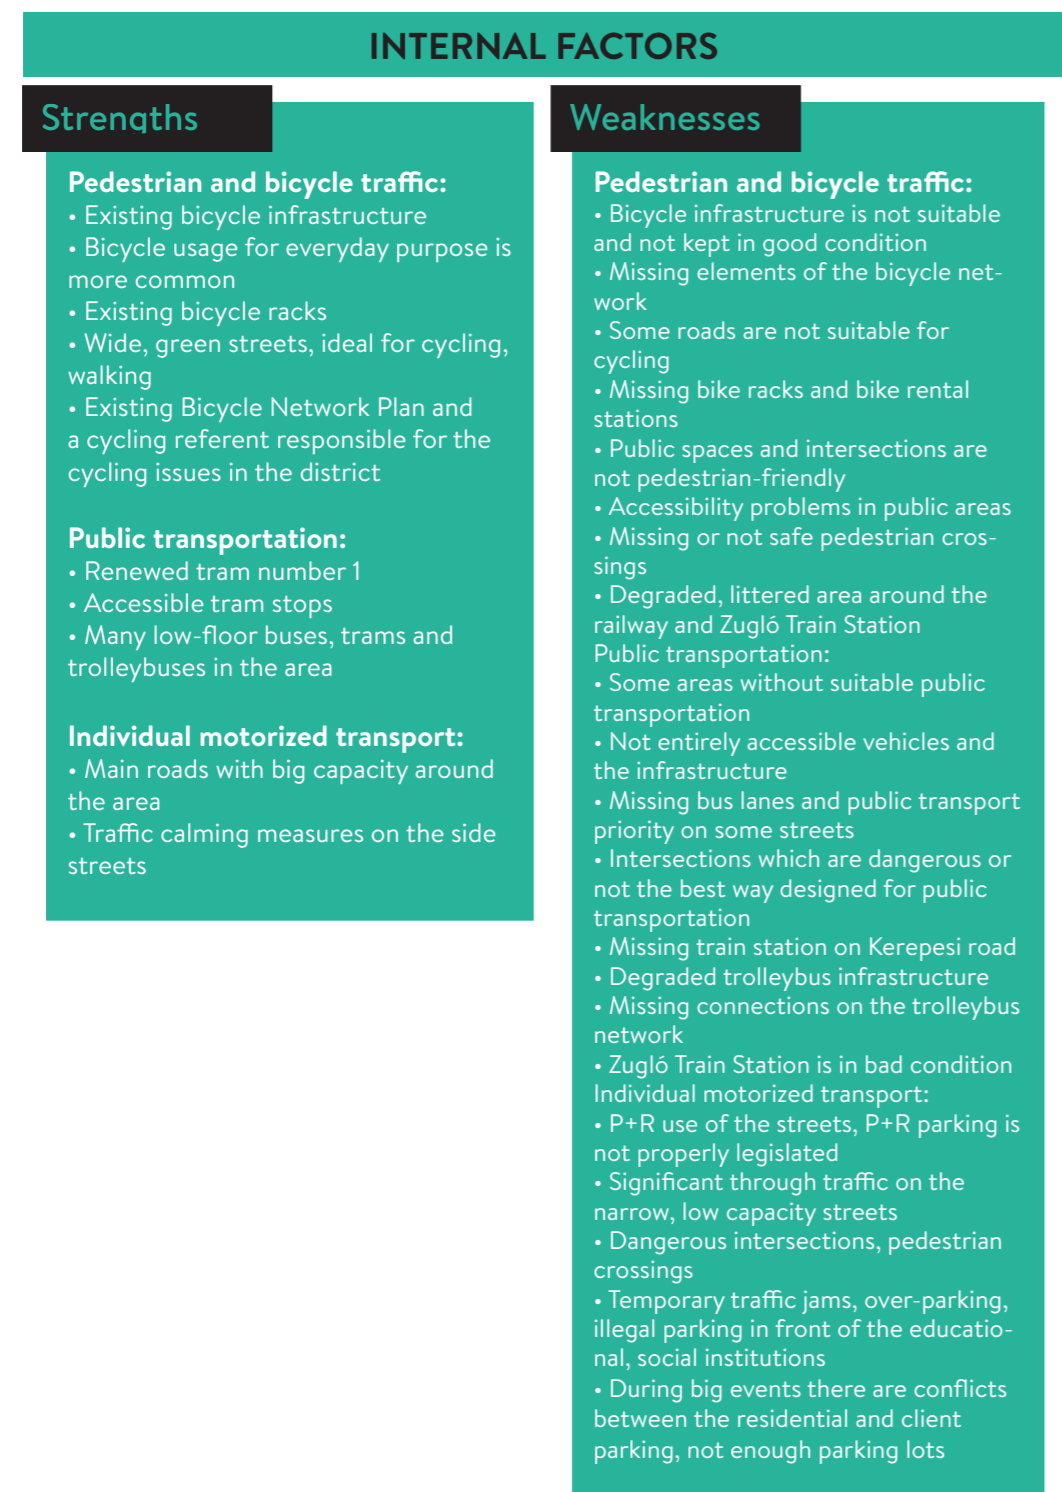 INTERNAL FACTORS
Strengths
Pedestrian and bicycle traffic:
• Existing bicycle infrastructure
• Bicycle usage for everyday purpose is
more common
• Existing bicycle racks
• Wide, green streets, ideal for cycling,
walking
• Existing Bicycle Network Plan and
a cycling referent responsible for the
cycling issues in the district
Public transportation:
• Renewed tram number 1
• Accessible tram stops
• Many low-floor buses, trams and
trolleybuses in the area
Individual motorized transport:
• Main roads with big capacity around
the area
• Traffic calming measures on the side
streets
Weaknesses
Pedestrian and bicycle traffic:
• Bicycle infrastructure is not suitable
and not kept in good condition
• Missing elements of the bicycle net-
work
• Some roads are not suitable for
cycling
• Missing bike racks and bike rental
stations
• Public spaces and intersections are
not pedestrian-friendly
• Accessibility problems in public areas
• Missing or not safe pedestrian cros-
sings
• Degraded, littered area around the
railway and Zugló Train Station
Public transportation:
• Some areas without suitable public
transportation
• Not entirely accessible vehicles and
the infrastructure
• Missing bus lanes and public transport
priority on some streets
• Intersections which are dangerous or
not the best way designed for public
transportation
• Missing train station on Kerepesi road
• Degraded trolleybus infrastructure
• Missing connections on the trolleybus
network
• Zugló Train Station is in bad condition
Individual motorized transport:
• P+R use of the streets, P+R parking is
not properly legislated
• Significant through traffic on the
narrow, low capacity streets
• Dangerous intersections, pedestrian
crossings
• Temporary traffic jams, over-parking,
illegal parking in front of the educatio-
nal, social institutions
• During big events there are conflicts
between the residential and client
parking, not enough parking lots